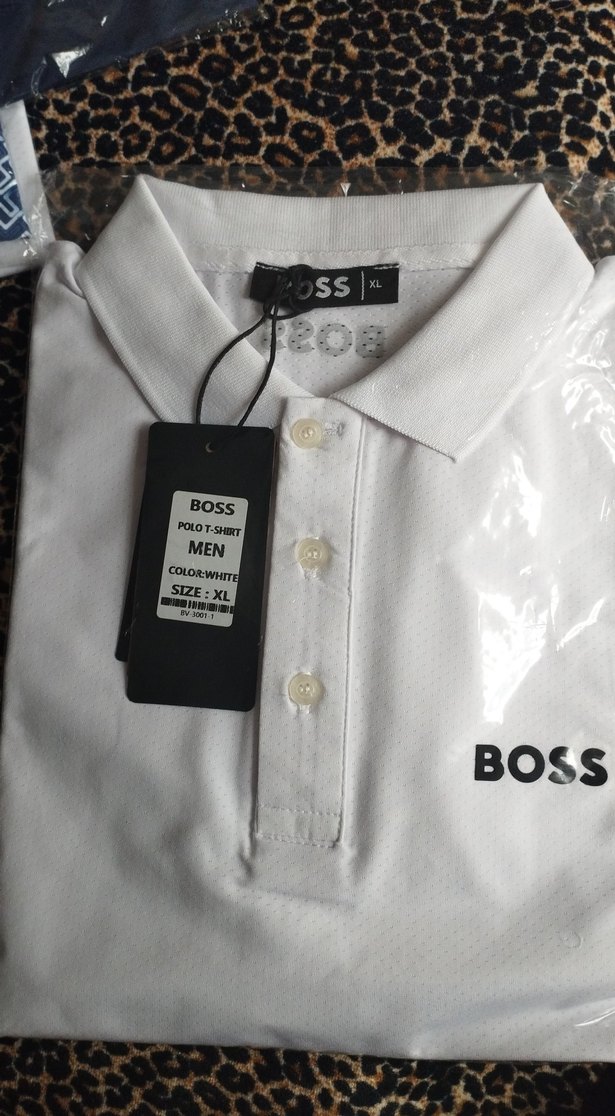 BOSS XL
BOSS
BOSS
POLO T-SHIRT
MEN
COLOR:WHITE
SIZE : XL
BV-3001-1
BOSS